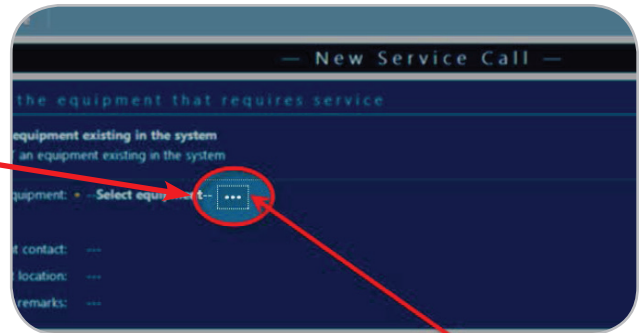 — New Service Call —
the equipment that requires service
equipment existing in the system
an equipment existing in the system
quipment: --Select equipment-- •••
t contact: ---
location: ---
remarks: ---